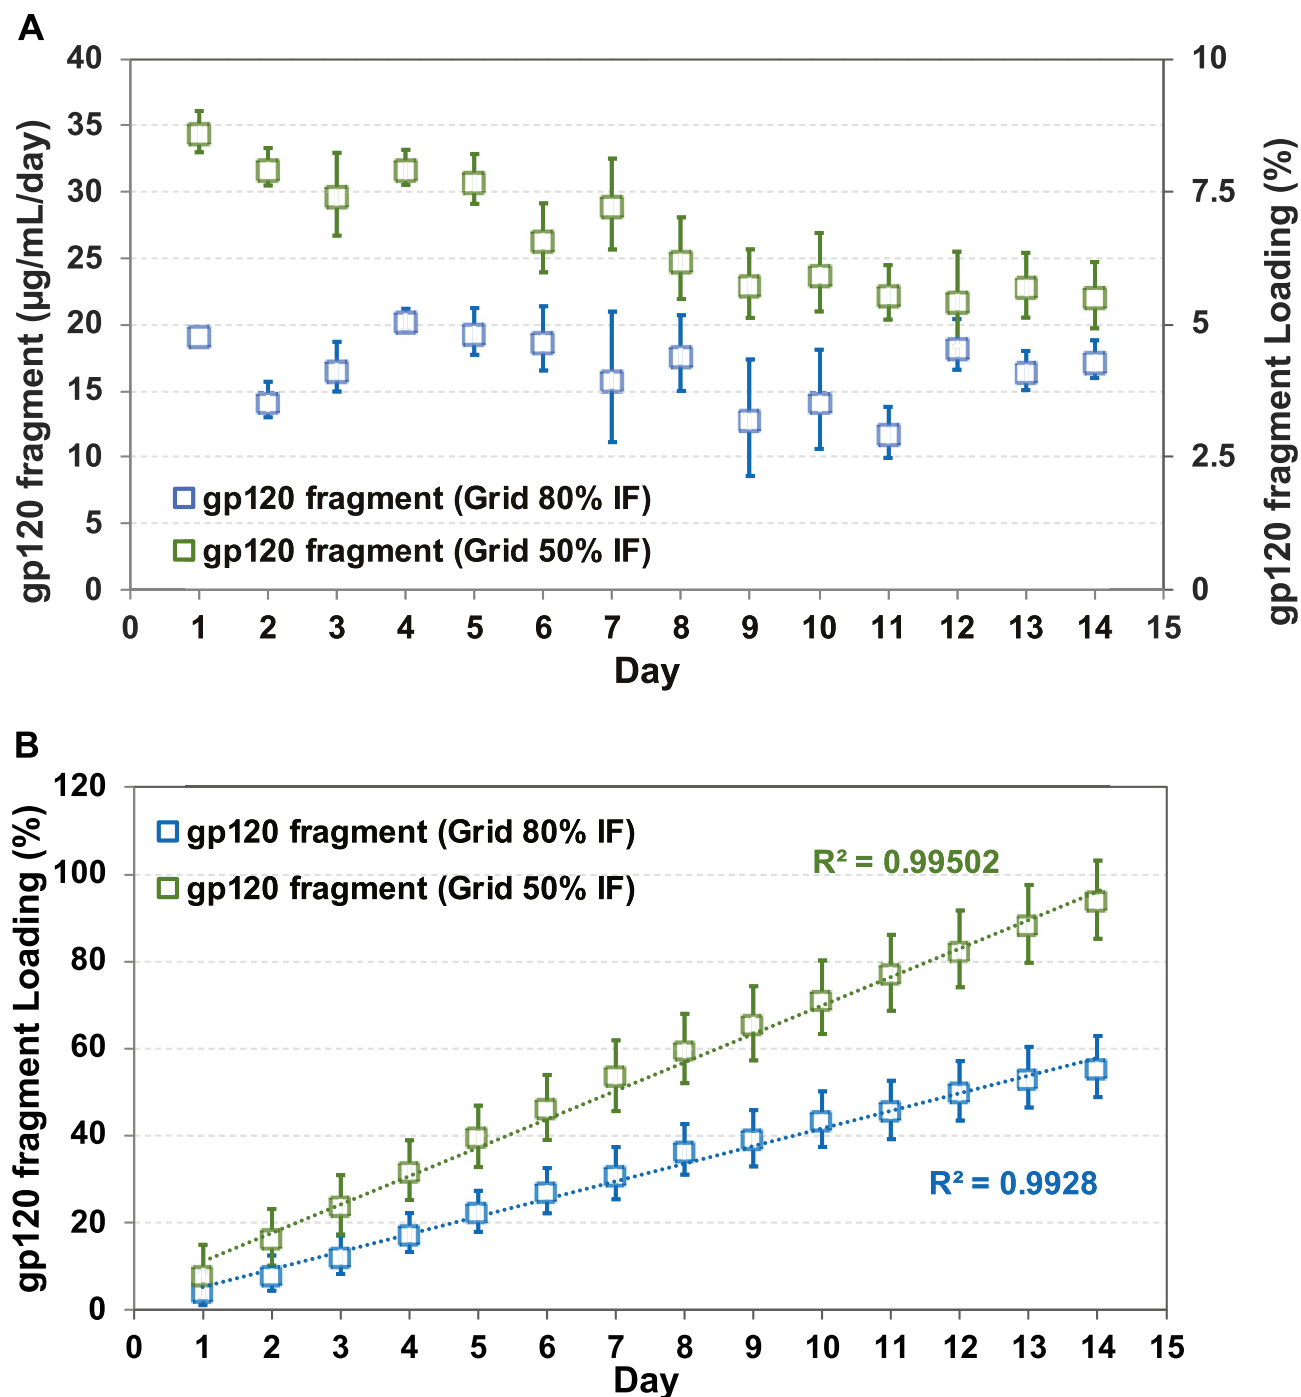 A
gp120 fragment (µg/mL/day)
40
35
30
25
20
15
10
5
0
10
7.5
5
2.5
0
gp120 fragment Loading (%)
gp120 fragment (Grid 80% IF)
gp120 fragment (Grid 50% IF)
0 1 2 3 4 5 6 7 8 9 10 11 12 13 14 15
Day
B
gp120 fragment Loading (%)
120
100
80
60
40
20
0
gp120 fragment (Grid 80% IF)
gp120 fragment (Grid 50% IF)
R² = 0.99502
R² = 0.9928
0 1 2 3 4 5 6 7 8 9 10 11 12 13 14 15
Day